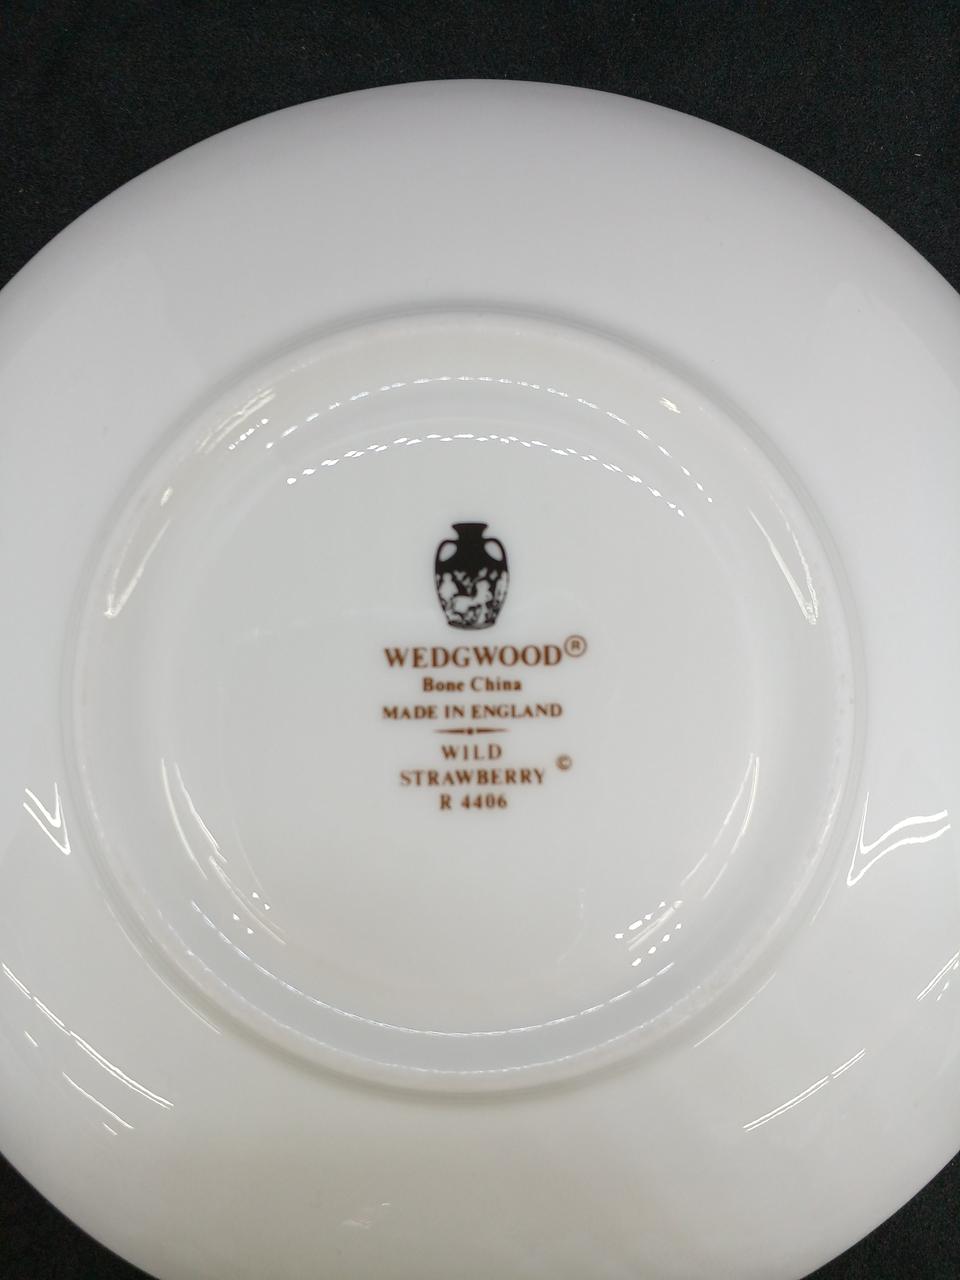 WEDGWOOD®
Bone China
MADE IN ENGLAND
WILD
STRAWBERRY ©
R 4406